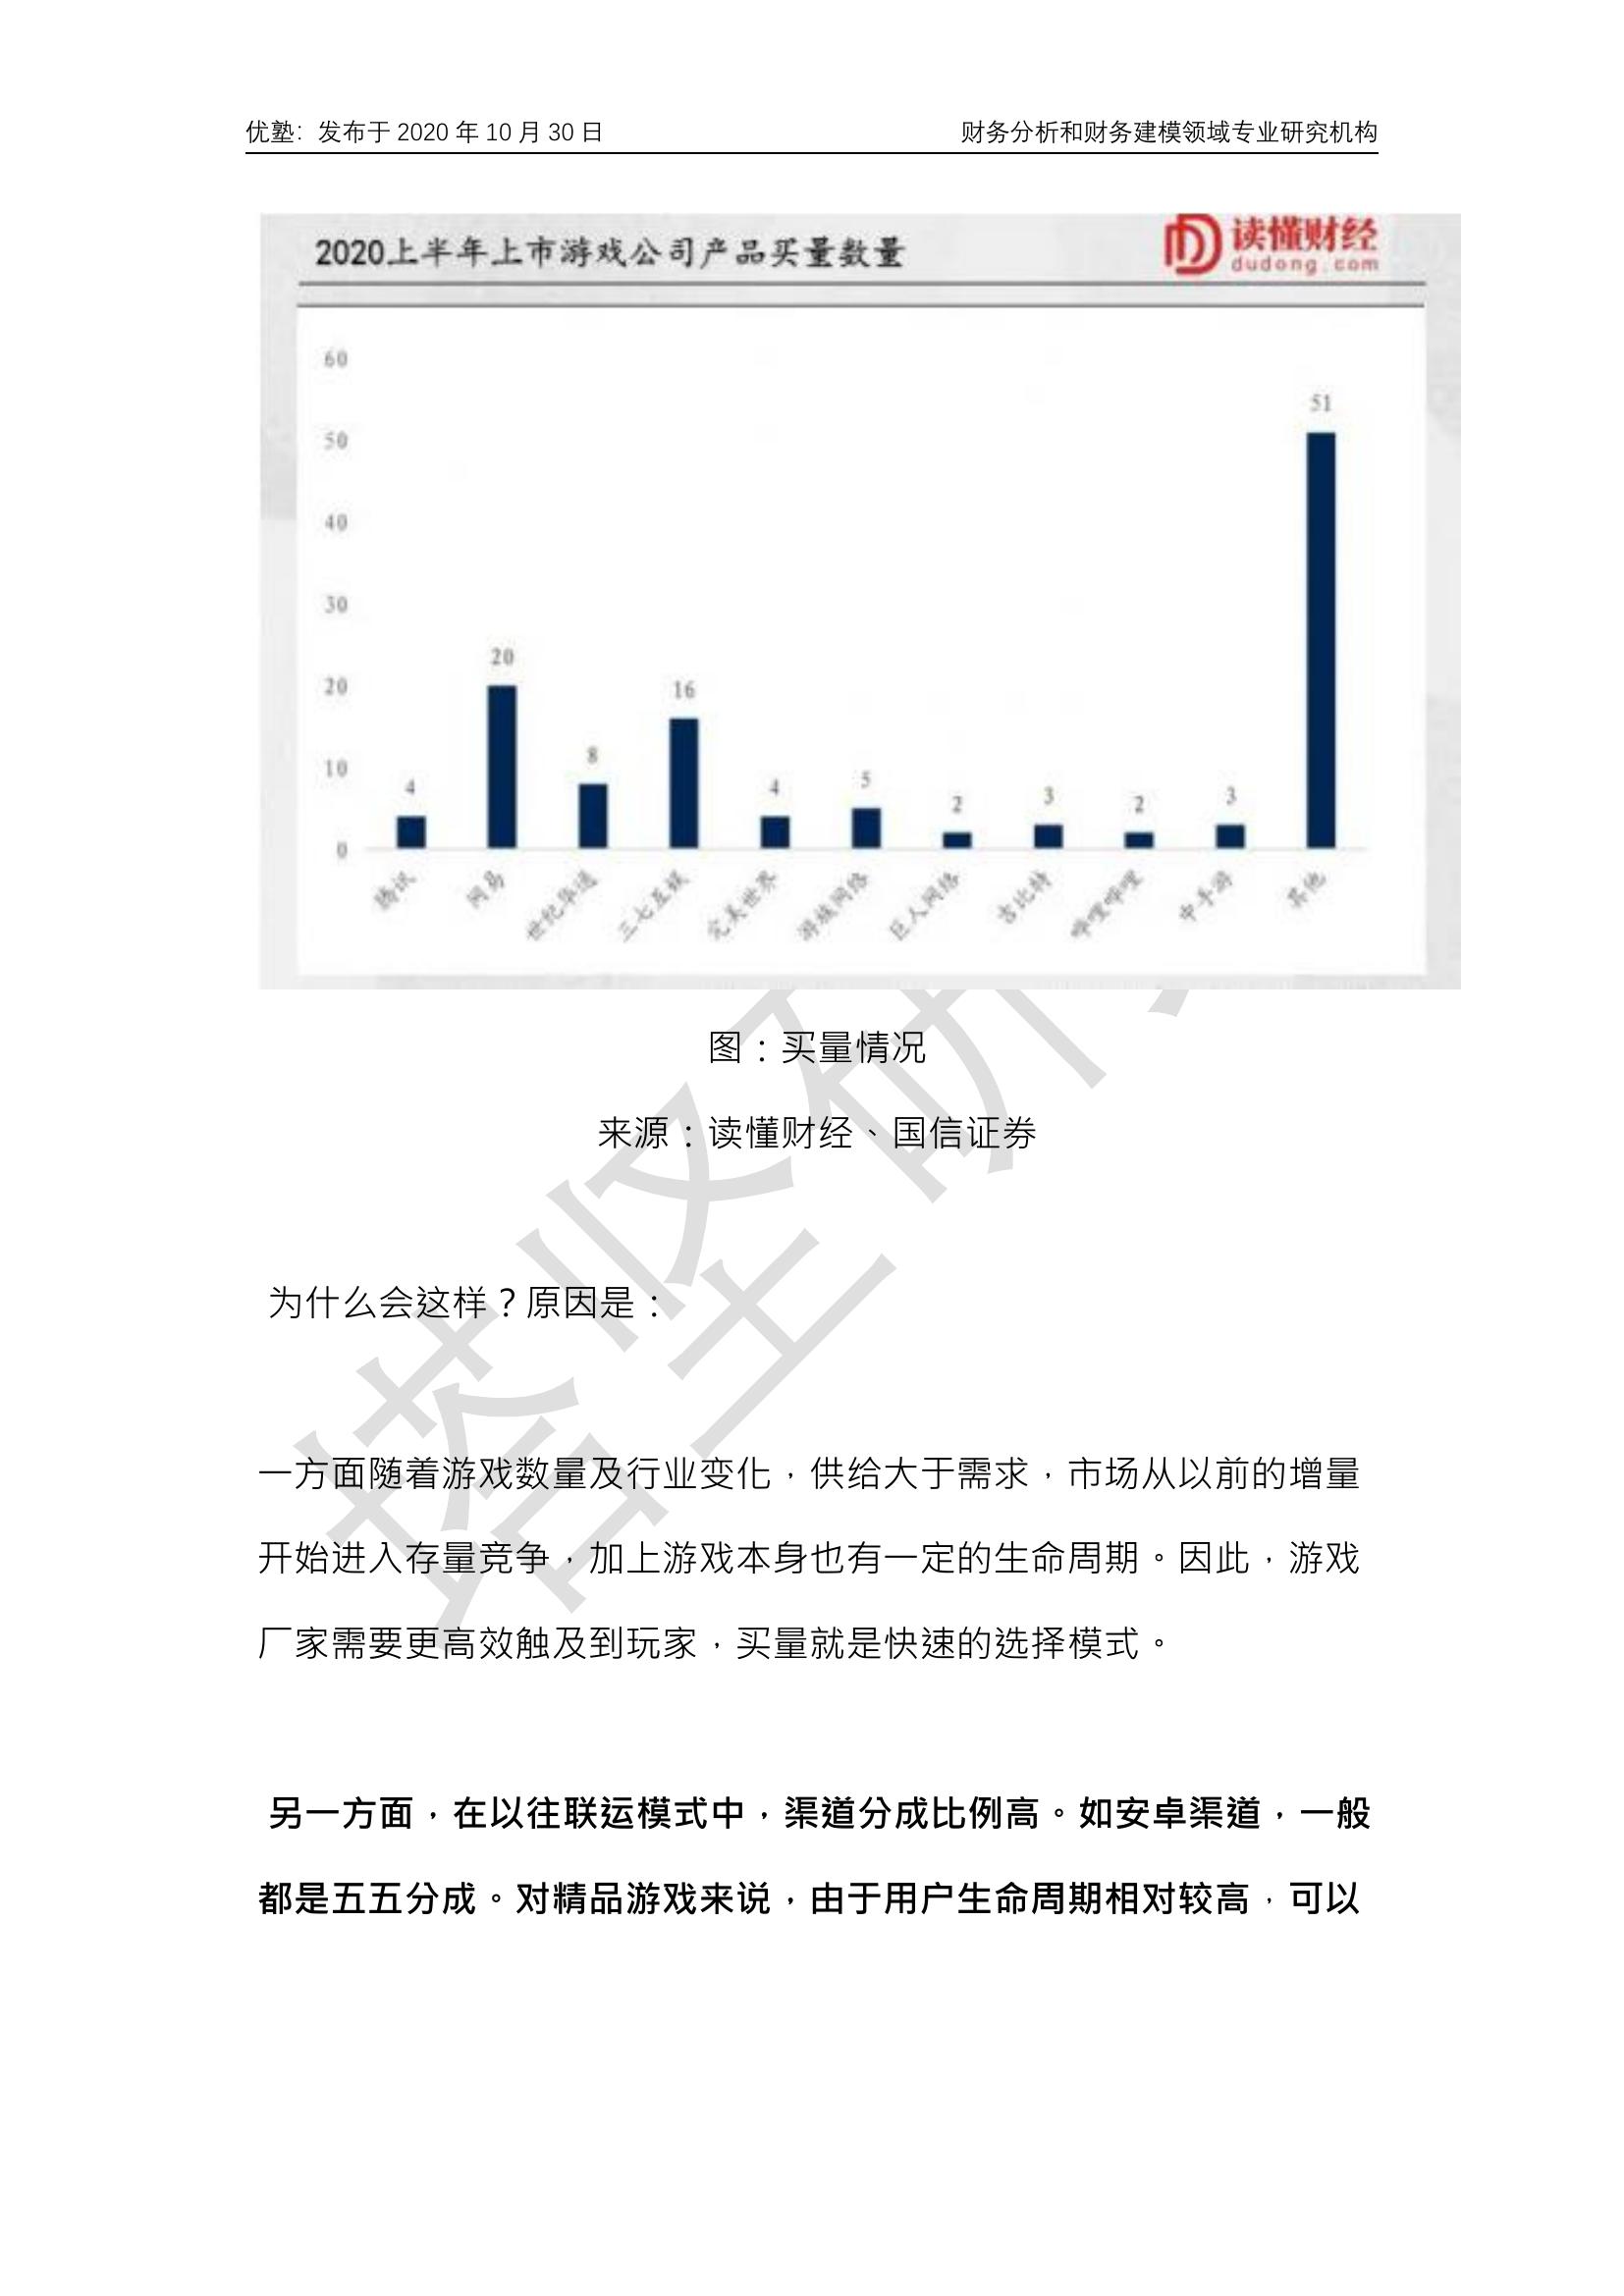 优塾：发布于 2020 年 10 月 30 日
财务分析和财务建模领域专业研究机构
2020上半年上市游戏公司产品买量数量
读懂财经
dudong.com
60
50
40
30
20
10
0
4
20
8
16
4
5
2
3
2
3
51
腾讯
网易
世纪华通
三七互娱
完美世界
游族网络
巨人网络
吉比特
哔哩哔哩
中手游
其他
图：买量情况
来源：读懂财经、国信证券
为什么会这样？原因是：
一方面随着游戏数量及行业变化，供给大于需求，市场从以前的增量
开始进入存量竞争，加上游戏本身也有一定的生命周期。因此，游戏
厂家需要更高效触及到玩家，买量就是快速的选择模式。
另一方面，在以往联运模式中，渠道分成比例高。如安卓渠道，一般
都是五五分成。对精品游戏来说，由于用户生命周期相对较高，可以
塔坚研